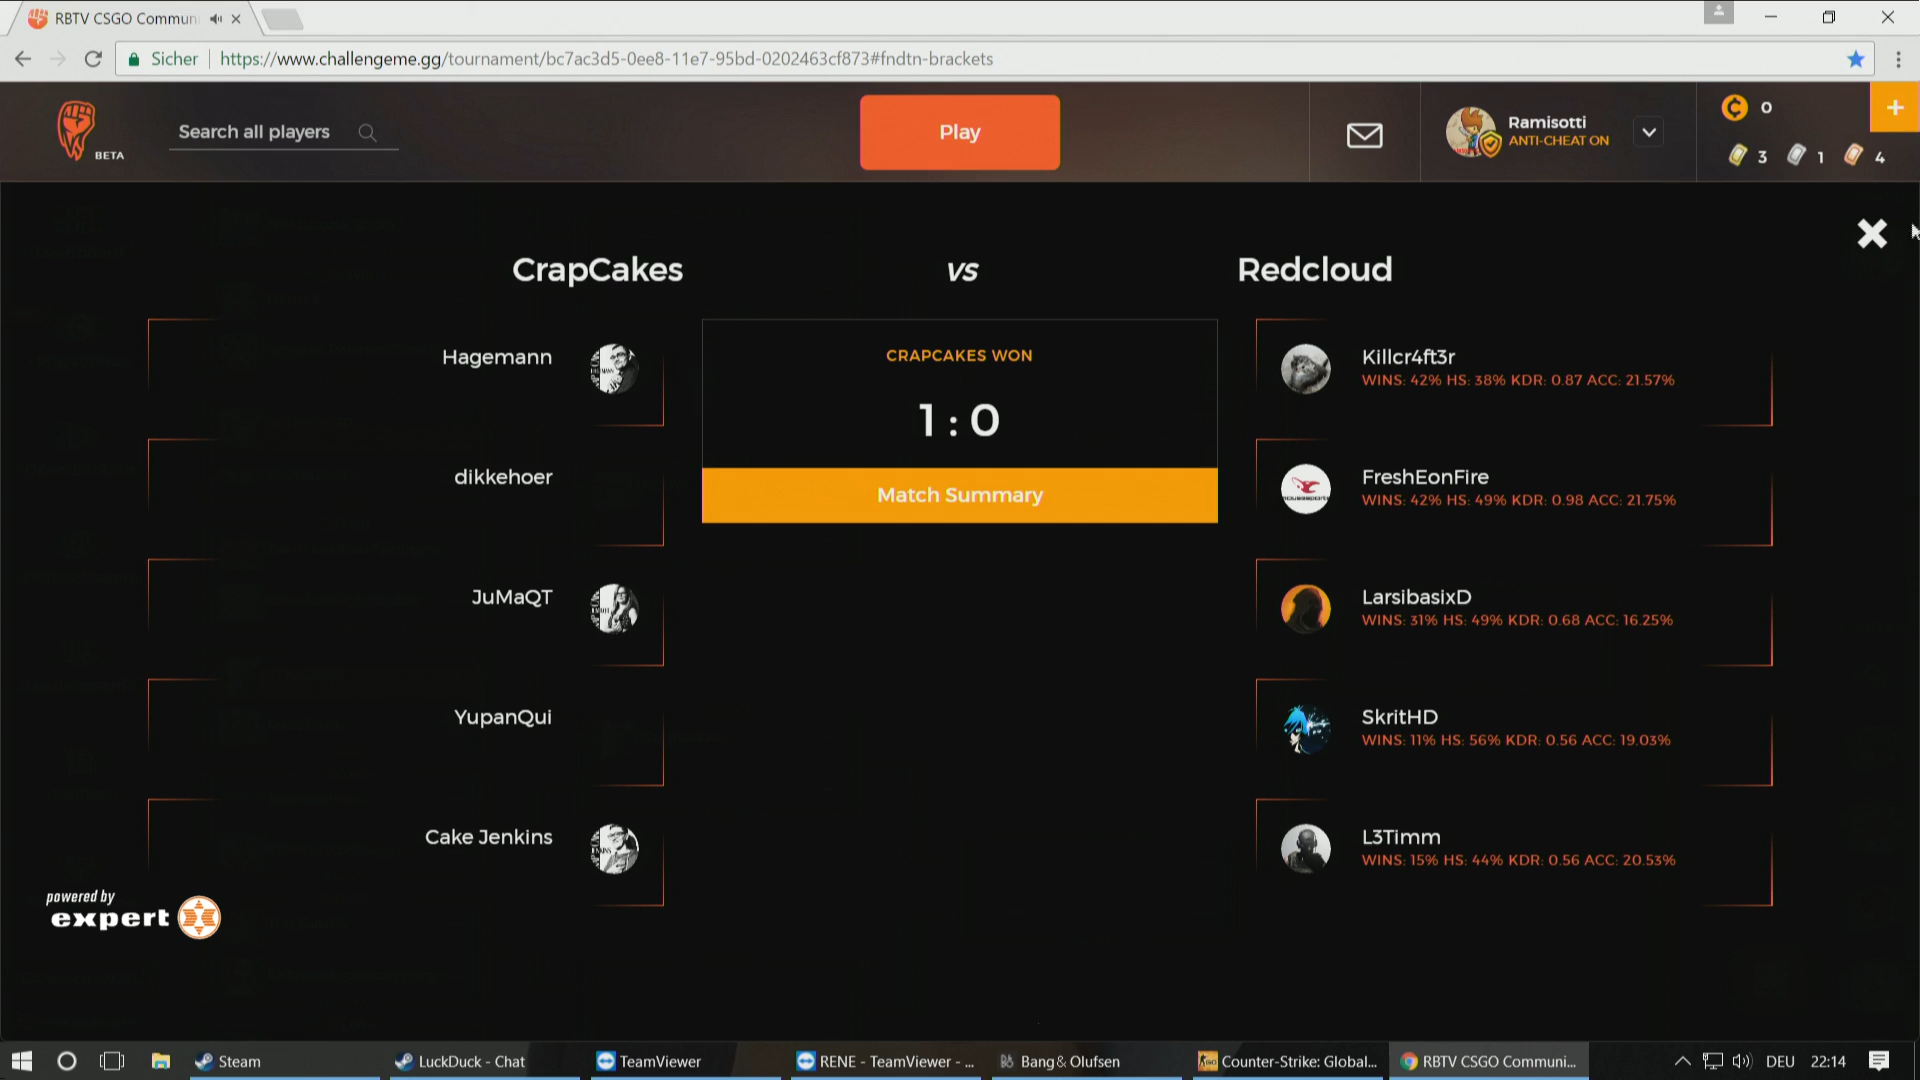 RBTV CSGO Commun
Sicher
https://www.challengeme.gg/tournament/bc7ac3d5-0ee8-11e7-95bd-0202463cf873#fndtn-brackets
BETA
Search all players
Play
Ramisotti
ANTI-CHEAT ON
0
3 1 4
CrapCakes vs Redcloud
Hagemann
dikkehoer
JuMaQT
YupanQui
Cake Jenkins
CRAPCAKES WON
1 : 0
Match Summary
Killcr4ft3r
WINS: 42% HS: 38% KDR: 0.87 ACC: 21.57%
FreshEonFire
WINS: 42% HS: 49% KDR: 0.98 ACC: 21.75%
LarsibasixD
WINS: 31% HS: 49% KDR: 0.68 ACC: 16.25%
SkritHD
WINS: 11% HS: 56% KDR: 0.56 ACC: 19.03%
L3Timm
WINS: 15% HS: 44% KDR: 0.56 ACC: 20.53%
powered by
expert
Steam
LuckDuck - Chat
TeamViewer
RENE - TeamViewer - ...
Bang & Olufsen
Counter-Strike: Global...
RBTV CSGO Communi...
DEU
22:14